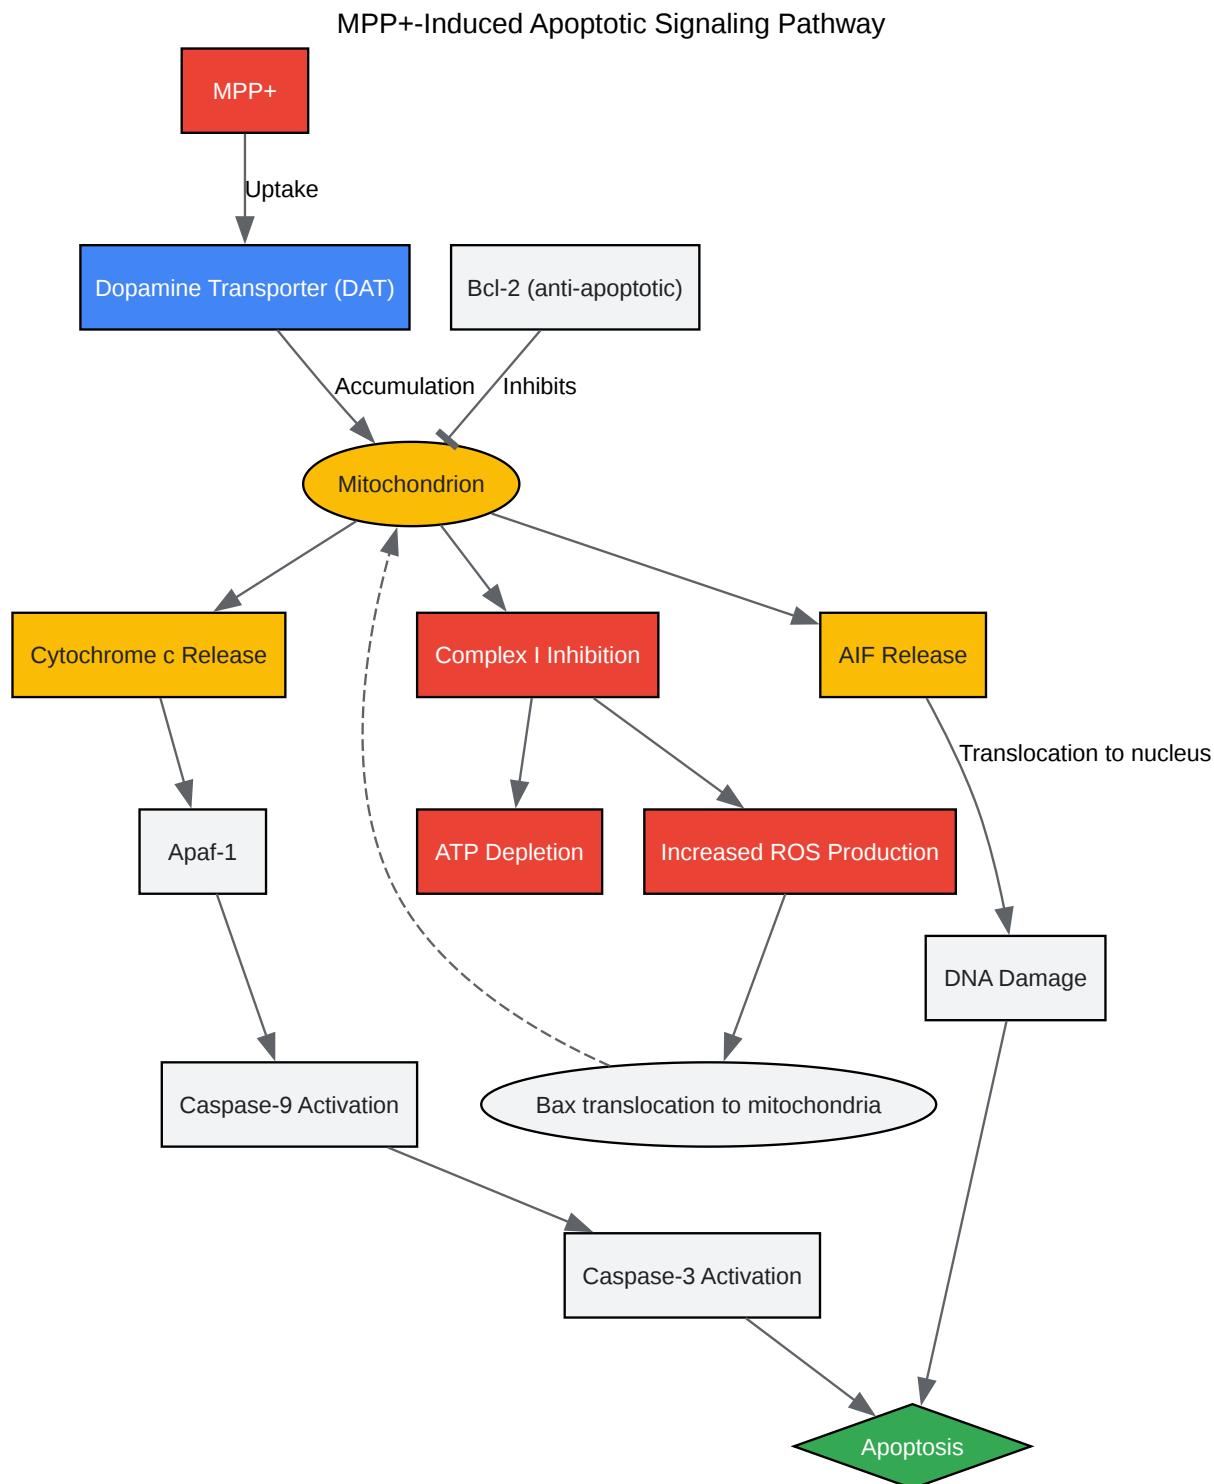 MPP+-Induced Apoptotic Signaling Pathway
MPP+
Uptake
Dopamine Transporter (DAT)
Bcl-2 (anti-apoptotic)
Accumulation
Inhibits
Mitochondrion
Cytochrome c Release
Complex I Inhibition
AIF Release
Translocation to nucleus
Apaf-1
ATP Depletion
Increased ROS Production
DNA Damage
Caspase-9 Activation
Bax translocation to mitochondria
Caspase-3 Activation
Apoptosis